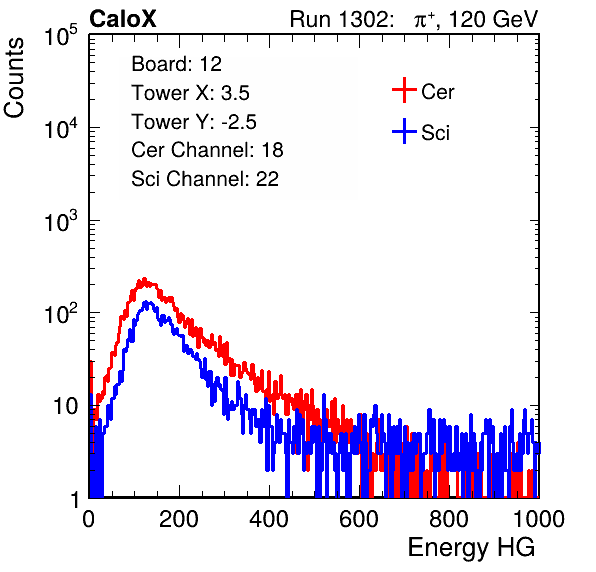 CaloX
Run 1302: π⁺, 120 GeV
Counts
10⁵
10⁴
10³
10²
10
1
Board: 12
Tower X: 3.5
Tower Y: -2.5
Cer Channel: 18
Sci Channel: 22
Cer
Sci
0 200 400 600 800 1000
Energy HG